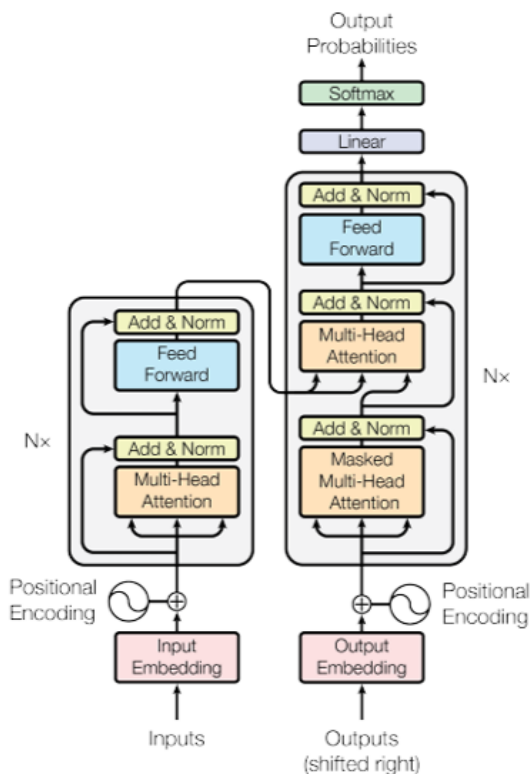 Output
Probabilities
Softmax
Linear
Add & Norm
Feed
Forward
Add & Norm
Multi-Head
Attention
Add & Norm
Masked
Multi-Head
Attention
N×
Add & Norm
Feed
Forward
Add & Norm
Multi-Head
Attention
N×
Positional
Encoding
Positional
Encoding
Input
Embedding
Output
Embedding
Inputs
Outputs
(shifted right)